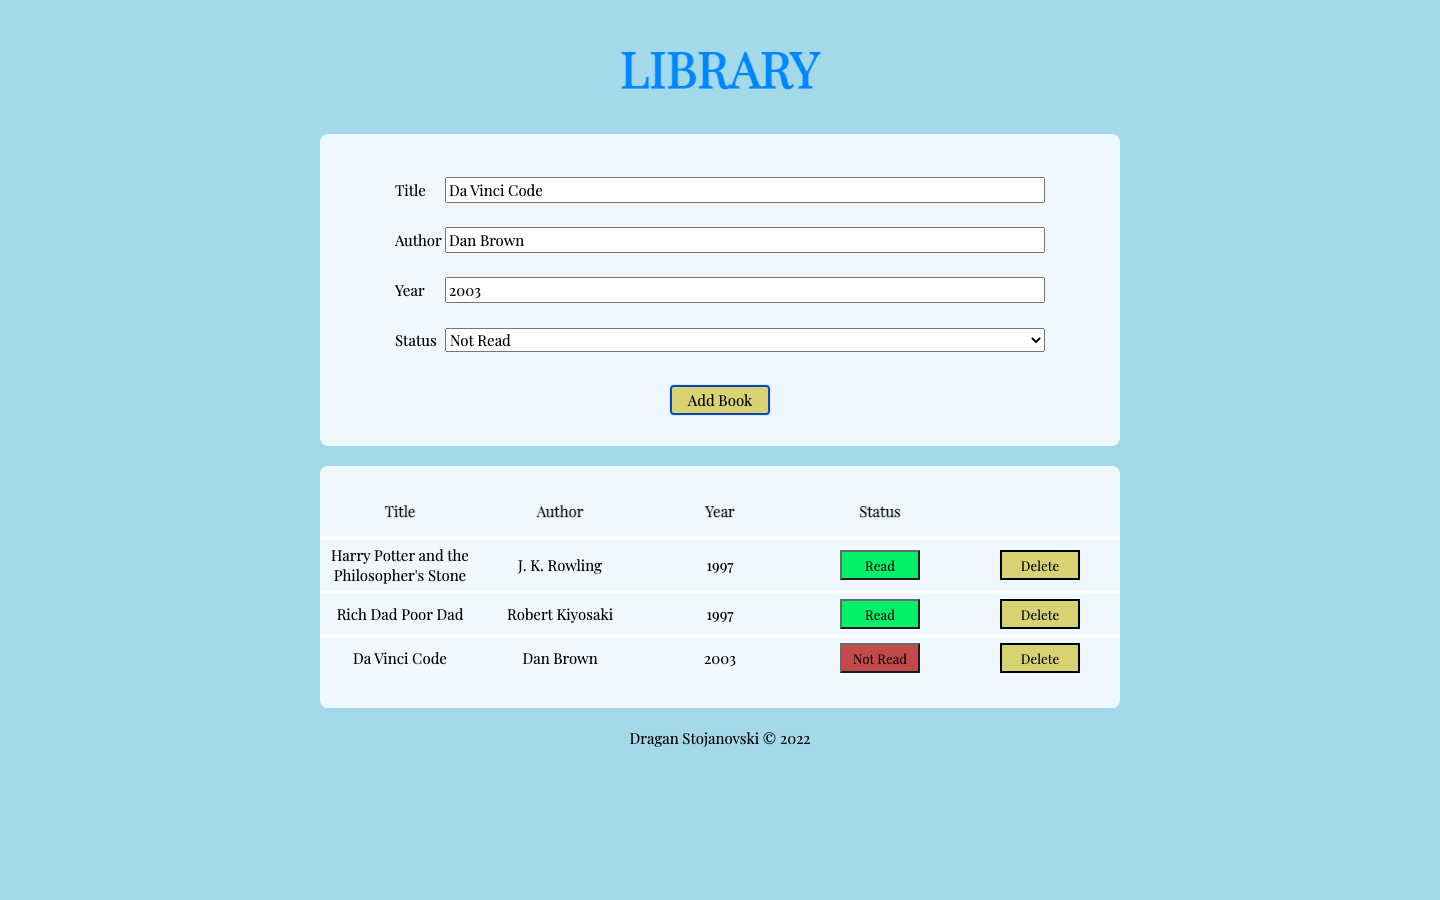 LIBRARY
Title Da Vinci Code
Author Dan Brown
Year 2003
Status Not Read
Add Book
Title Author Year Status
Harry Potter and the
Philosopher's Stone J. K. Rowling 1997 Read Delete
Rich Dad Poor Dad Robert Kiyosaki 1997 Read Delete
Da Vinci Code Dan Brown 2003 Not Read Delete
Dragan Stojanovski © 2022